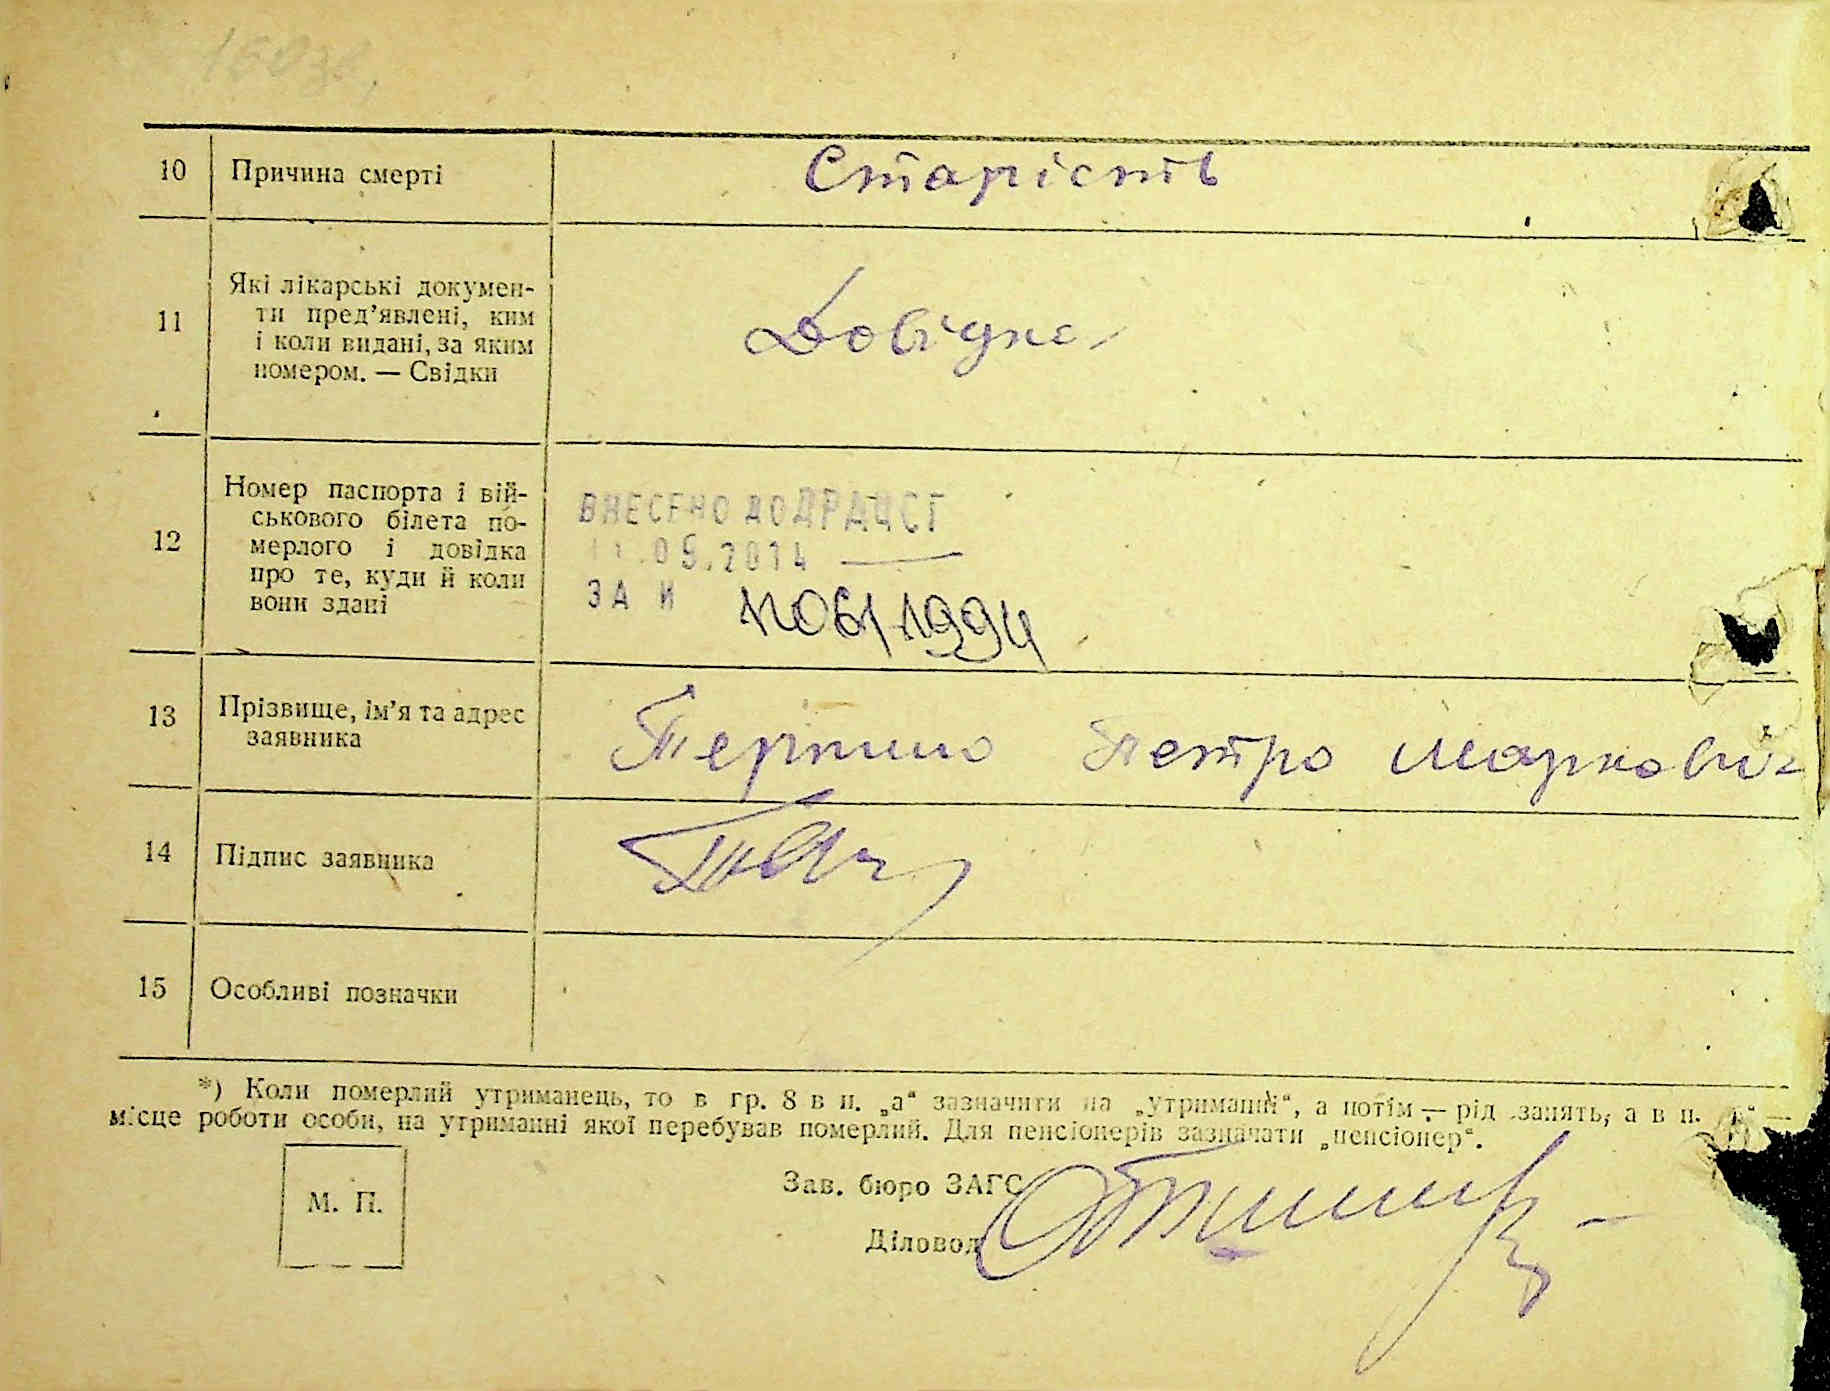 10 Причина смерті Старість
11 Які лікарські докумен-
ти пред’явлені, ким
і коли видані, за яким
номером. — Свідки
Довідка
12 Номер паспорта і вій-
ськового білета по-
мерлого і довідка
про те, куди й коли
вони здані
ВНЕСЕНО ДО ДРАЦСГ
11.09.2014
ЗА №
13 Прізвище, ім’я та адрес
заявника
Петро Маркович
14 Підпис заявника
15 Особливі позначки
*) Коли померлий утриманець, то в гр. 8 в п. „а“ зазначити на „утриманні“, а потім — рід занять, а в п.
місце роботи особи, на утриманні якої перебував померлий. Для пенсіонерів зазначати „пенсіонер“.
М. П.
Зав. бюро ЗАГС
Діловод